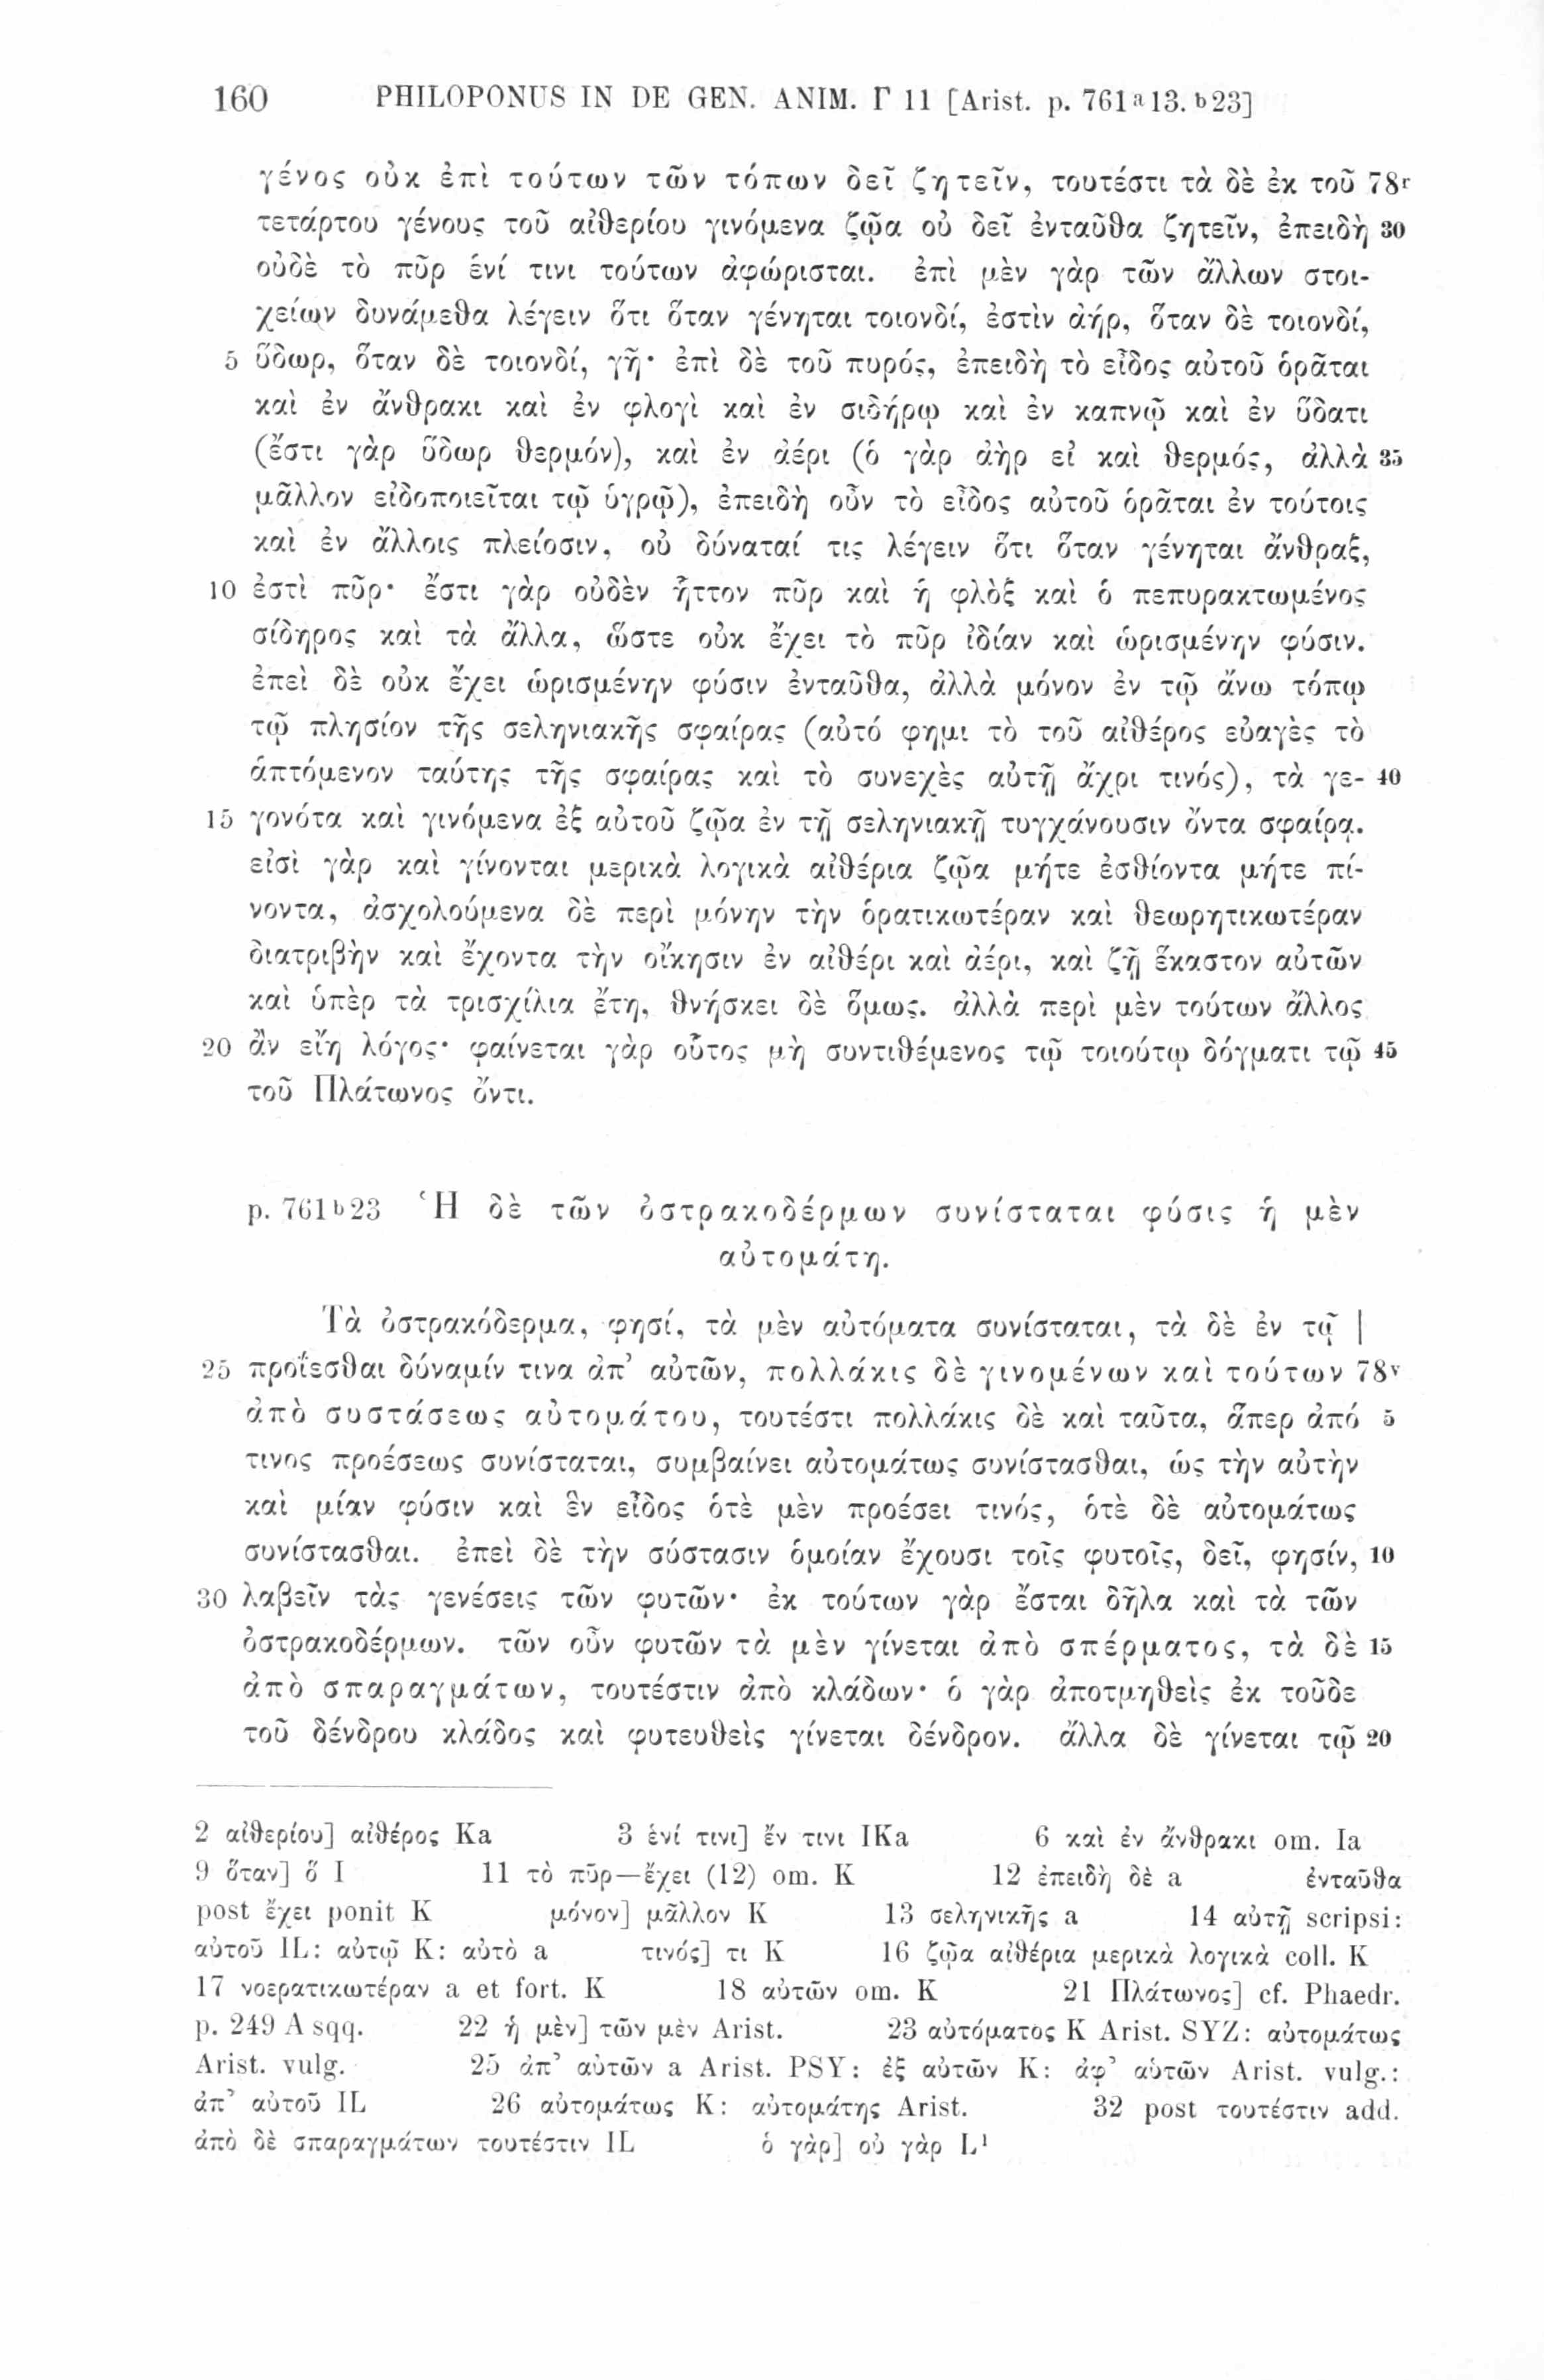 160 PHILOPONUS IN DE GEN. ANIM. Γ 11 [Arist. p. 761ª13. ᵇ23]
γένος οὐκ ἐπὶ τούτων τῶν τόπων δεῖ ζητεῖν, τουτέστι τὰ δὲ ἐκ τοῦ 78ʳ
τετάρτου γένους τοῦ αἰθερίου γινόμενα ζῷα οὐ δεῖ ἐνταῦθα ζητεῖν, ἐπειδὴ 30
οὐδὲ τὸ πῦρ ἑνί τινι τούτων ἀφώρισται. ἐπὶ μὲν γὰρ τῶν ἄλλων στοι-
χείων δυνάμεθα λέγειν ὅτι ὅταν γένηται τοιονδί, ἐστὶν ἀήρ, ὅταν δὲ τοιονδί,
5 ὕδωρ, ὅταν δὲ τοιονδί, γῆ· ἐπὶ δὲ τοῦ πυρός, ἐπειδὴ τὸ εἶδος αὐτοῦ ὁρᾶται
καὶ ἐν ἄνθρακι καὶ ἐν φλογὶ καὶ ἐν σιδήρῳ καὶ ἐν καπνῷ καὶ ἐν ὕδατι
(ἔστι γὰρ ὕδωρ θερμόν), καὶ ἐν ἀέρι (ὁ γὰρ ἀὴρ εἰ καὶ θερμός, ἀλλὰ 35
μᾶλλον εἰδοποιεῖται τῷ ὑγρῷ), ἐπειδὴ οὖν τὸ εἶδος αὐτοῦ ὁρᾶται ἐν τούτοις
καὶ ἐν ἄλλοις πλείοσιν, οὐ δύναταί τις λέγειν ὅτι ὅταν γένηται ἄνθραξ,
10 ἐστὶ πῦρ· ἔστι γὰρ οὐδὲν ἧττον πῦρ καὶ ἡ φλὸξ καὶ ὁ πεπυρακτωμένος
σίδηρος καὶ τὰ ἄλλα, ὥστε οὐκ ἔχει τὸ πῦρ ἰδίαν καὶ ὡρισμένην φύσιν.
ἐπεὶ δὲ οὐκ ἔχει ὡρισμένην φύσιν ἐνταῦθα, ἀλλὰ μόνον ἐν τῷ ἄνω τόπῳ
τῷ πλησίον τῆς σεληνιακῆς σφαίρας (αὐτό φημι τὸ τοῦ αἰθέρος εὐαγὲς τὸ
ἁπτόμενον ταύτης τῆς σφαίρας καὶ τὸ συνεχὲς αὐτῇ ἄχρι τινός), τὰ γε- 40
15 γονότα καὶ γινόμενα ἐξ αὐτοῦ ζῷα ἐν τῇ σεληνιακῇ τυγχάνουσιν ὄντα σφαίρᾳ.
εἰσὶ γὰρ καὶ γίνονται μερικὰ λογικὰ αἰθέρια ζῷα μήτε ἐσθίοντα μήτε πί-
νοντα, ἀσχολούμενα δὲ περὶ μόνην τὴν ὁρατικωτέραν καὶ θεωρητικωτέραν
διατριβὴν καὶ ἔχοντα τὴν οἴκησιν ἐν αἰθέρι καὶ ἀέρι, καὶ ζῇ ἕκαστον αὐτῶν
καὶ ὑπὲρ τὰ τρισχίλια ἔτη, θνήσκει δὲ ὅμως. ἀλλὰ περὶ μὲν τούτων ἄλλος
20 ἂν εἴη λόγος· φαίνεται γὰρ οὗτος μὴ συντιθέμενος τῷ τοιούτῳ δόγματι τῷ 45
τοῦ Πλάτωνος ὄντι.
p. 761ᵇ23 Ἡ δὲ τῶν ὀστρακοδέρμων συνίσταται φύσις ἡ μὲν
αὐτομάτη.
Τὰ ὀστρακόδερμα, φησί, τὰ μὲν αὐτόματα συνίσταται, τὰ δὲ ἐν τῷ |
25 προΐεσθαι δύναμίν τινα ἀπ’ αὐτῶν, πολλάκις δὲ γινομένων καὶ τούτων 78ᵛ
ἀπὸ συστάσεως αὐτομάτου, τουτέστι πολλάκις δὲ καὶ ταῦτα, ἅπερ ἀπό 5
τινος προέσεως συνίσταται, συμβαίνει αὐτομάτως συνίστασθαι, ὡς τὴν αὐτὴν
καὶ μίαν φύσιν καὶ ἓν εἶδος ὁτὲ μὲν προέσει τινός, ὁτὲ δὲ αὐτομάτως
συνίστασθαι. ἐπεὶ δὲ τὴν σύστασιν ὁμοίαν ἔχουσι τοῖς φυτοῖς, δεῖ, φησίν, 10
30 λαβεῖν τὰς γενέσεις τῶν φυτῶν· ἐκ τούτων γὰρ ἔσται δῆλα καὶ τὰ τῶν
ὀστρακοδέρμων. τῶν οὖν φυτῶν τὰ μὲν γίνεται ἀπὸ σπέρματος, τὰ δὲ 15
ἀπὸ σπαραγμάτων, τουτέστιν ἀπὸ κλάδων· ὁ γὰρ ἀποτμηθεὶς ἐκ τοῦδε
τοῦ δένδρου κλάδος καὶ φυτευθεὶς γίνεται δένδρον. ἄλλα δὲ γίνεται τῷ 20
2 αἰθερίου] αἰθέρος Ka 3 ἑνί τινι] ἔν τινι IKa 6 καὶ ἐν ἄνθρακι om. Ia
9 ὅταν] ὅ I 11 τὸ πῦρ—ἔχει (12) om. K 12 ἐπειδὴ δὲ a ἐνταῦθα
post ἔχει ponit K μόνον] μᾶλλον K 13 σεληνικῆς a 14 αὐτῇ scripsi:
αὐτοῦ IL: αὐτῷ K: αὐτὸ a τινός] τι K 16 ζῷα αἰθέρια μερικὰ λογικὰ coll. K
17 νοερατικωτέραν a et fort. K 18 αὐτῶν om. K 21 Πλάτωνος] cf. Phaedr.
p. 249 A sqq. 22 ἡ μὲν] τῶν μὲν Arist. 23 αὐτόματος K Arist. SYZ: αὐτομάτως
Arist. vulg. 25 ἀπ’ αὐτῶν a Arist. PSY: ἐξ αὐτῶν K: ἀφ’ αὑτῶν Arist. vulg.:
ἀπ’ αὐτοῦ IL 26 αὐτομάτως K: αὐτομάτης Arist. 32 post τουτέστιν add.
ἀπὸ δὲ σπαραγμάτων τουτέστιν IL ὁ γὰρ] οὐ γὰρ L¹